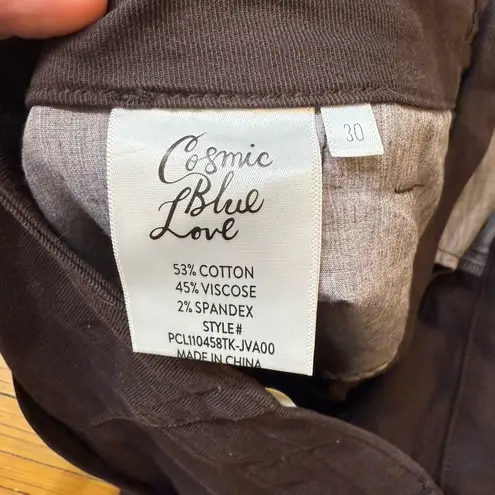 Cosmic
Blue
Love
30
53% COTTON
45% VISCOSE
2% SPANDEX
STYLE#
PCL110458TK-JVA00
MADE IN CHINA